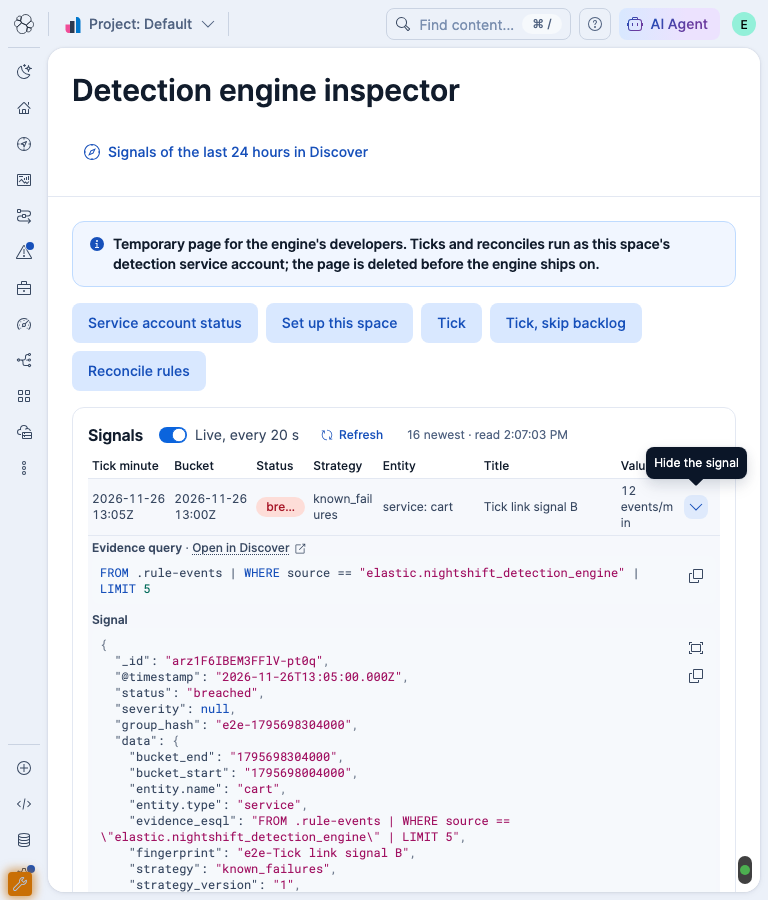 Project: Default
Find content...
⌘ /
AI Agent
E
Detection engine inspector
Signals of the last 24 hours in Discover
Temporary page for the engine's developers. Ticks and reconciles run as this space's
detection service account; the page is deleted before the engine ships on.
Service account status
Set up this space
Tick
Tick, skip backlog
Reconcile rules
Signals
Live, every 20 s
Refresh
16 newest · read 2:07:03 PM
Hide the signal
Tick minute Bucket Status Strategy Entity Title
2026-11-26
13:05Z
2026-11-26
13:00Z
bre...
known_fail
ures
service: cart
Tick link signal B
12
events/m
in
Evidence query · Open in Discover
FROM .rule-events | WHERE source == "elastic.nightshift_detection_engine" |
LIMIT 5
Signal
{
"_id": "arz1F6IBEM3FFlV-pt0q",
"@timestamp": "2026-11-26T13:05:00.000Z",
"status": "breached",
"severity": null,
"group_hash": "e2e-1795698304000",
"data": {
"bucket_end": "1795698304000",
"bucket_start": "1795698004000",
"entity.name": "cart",
"entity.type": "service",
"evidence_esql": "FROM .rule-events | WHERE source ==
\"elastic.nightshift_detection_engine\" | LIMIT 5",
"fingerprint": "e2e-Tick link signal B",
"strategy": "known_failures",
"strategy_version": "1",